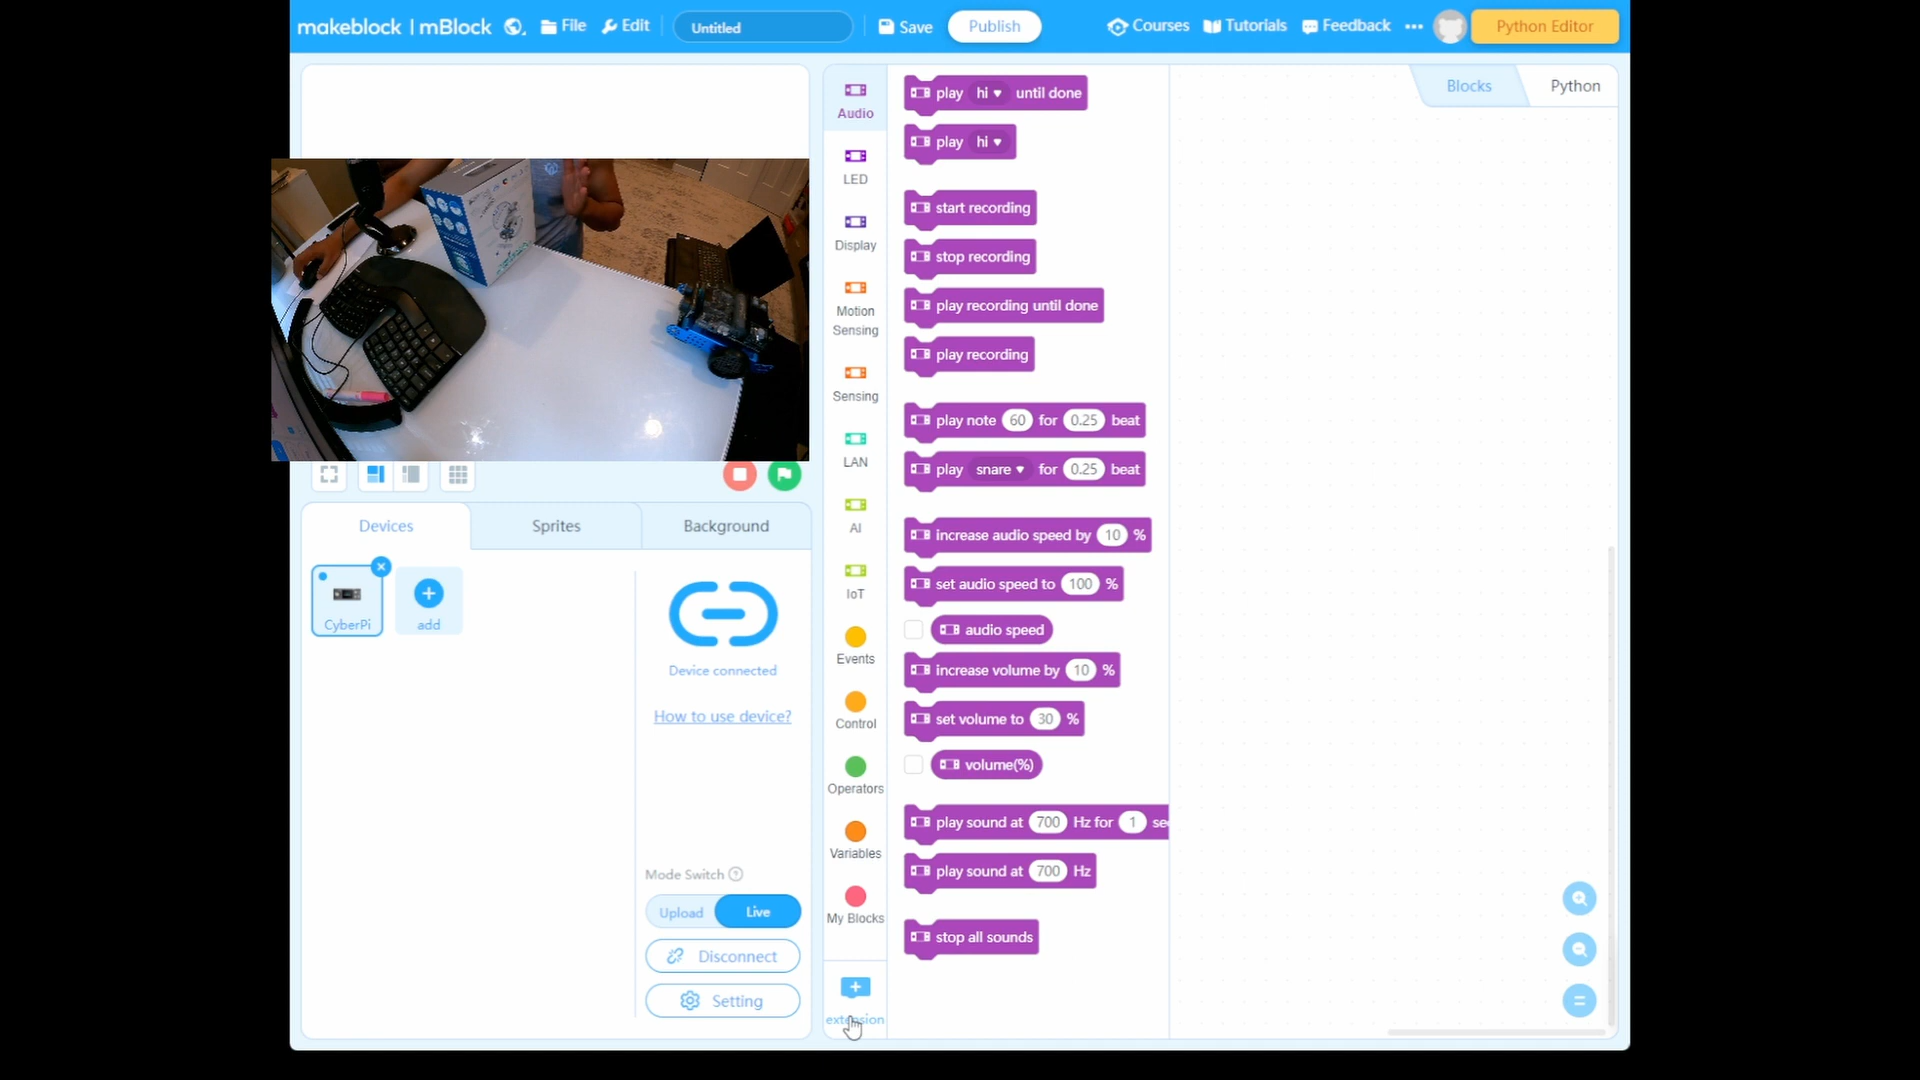 makeblock | mBlock File Edit Untitled Save Publish Courses Tutorials Feedback ••• Python Editor
Blocks Python
Audio
LED
Display
Motion
Sensing
Sensing
LAN
AI
IoT
Events
Control
Operators
Variables
My Blocks
extension
play hi until done
play hi
start recording
stop recording
play recording until done
play recording
play note 60 for 0.25 beat
play snare for 0.25 beat
increase audio speed by 10 %
set audio speed to 100 %
audio speed
increase volume by 10 %
set volume to 30 %
volume(%)
play sound at 700 Hz for 1 se
play sound at 700 Hz
stop all sounds
Devices Sprites Background
CyberPi add
Device connected
How to use device?
Mode Switch ?
Upload Live
Disconnect
Setting